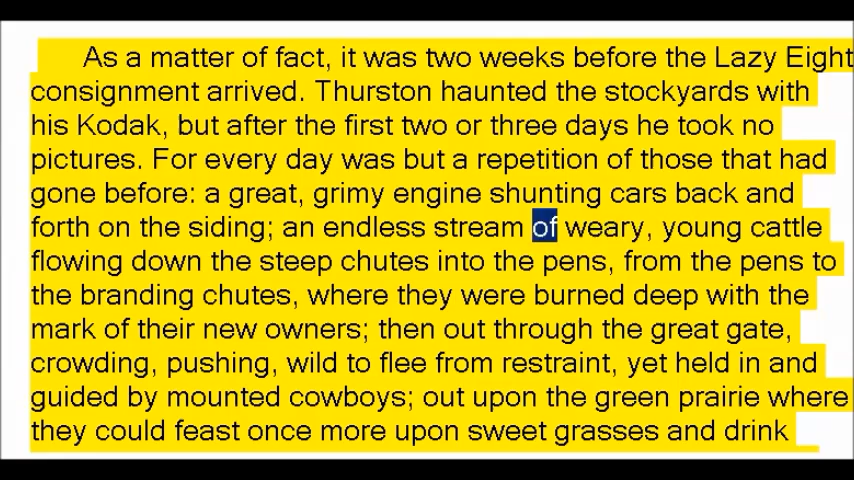 As a matter of fact, it was two weeks before the Lazy Eight
consignment arrived. Thurston haunted the stockyards with
his Kodak, but after the first two or three days he took no
pictures. For every day was but a repetition of those that had
gone before: a great, grimy engine shunting cars back and
forth on the siding; an endless stream of weary, young cattle
flowing down the steep chutes into the pens, from the pens to
the branding chutes, where they were burned deep with the
mark of their new owners; then out through the great gate,
crowding, pushing, wild to flee from restraint, yet held in and
guided by mounted cowboys; out upon the green prairie where
they could feast once more upon sweet grasses and drink